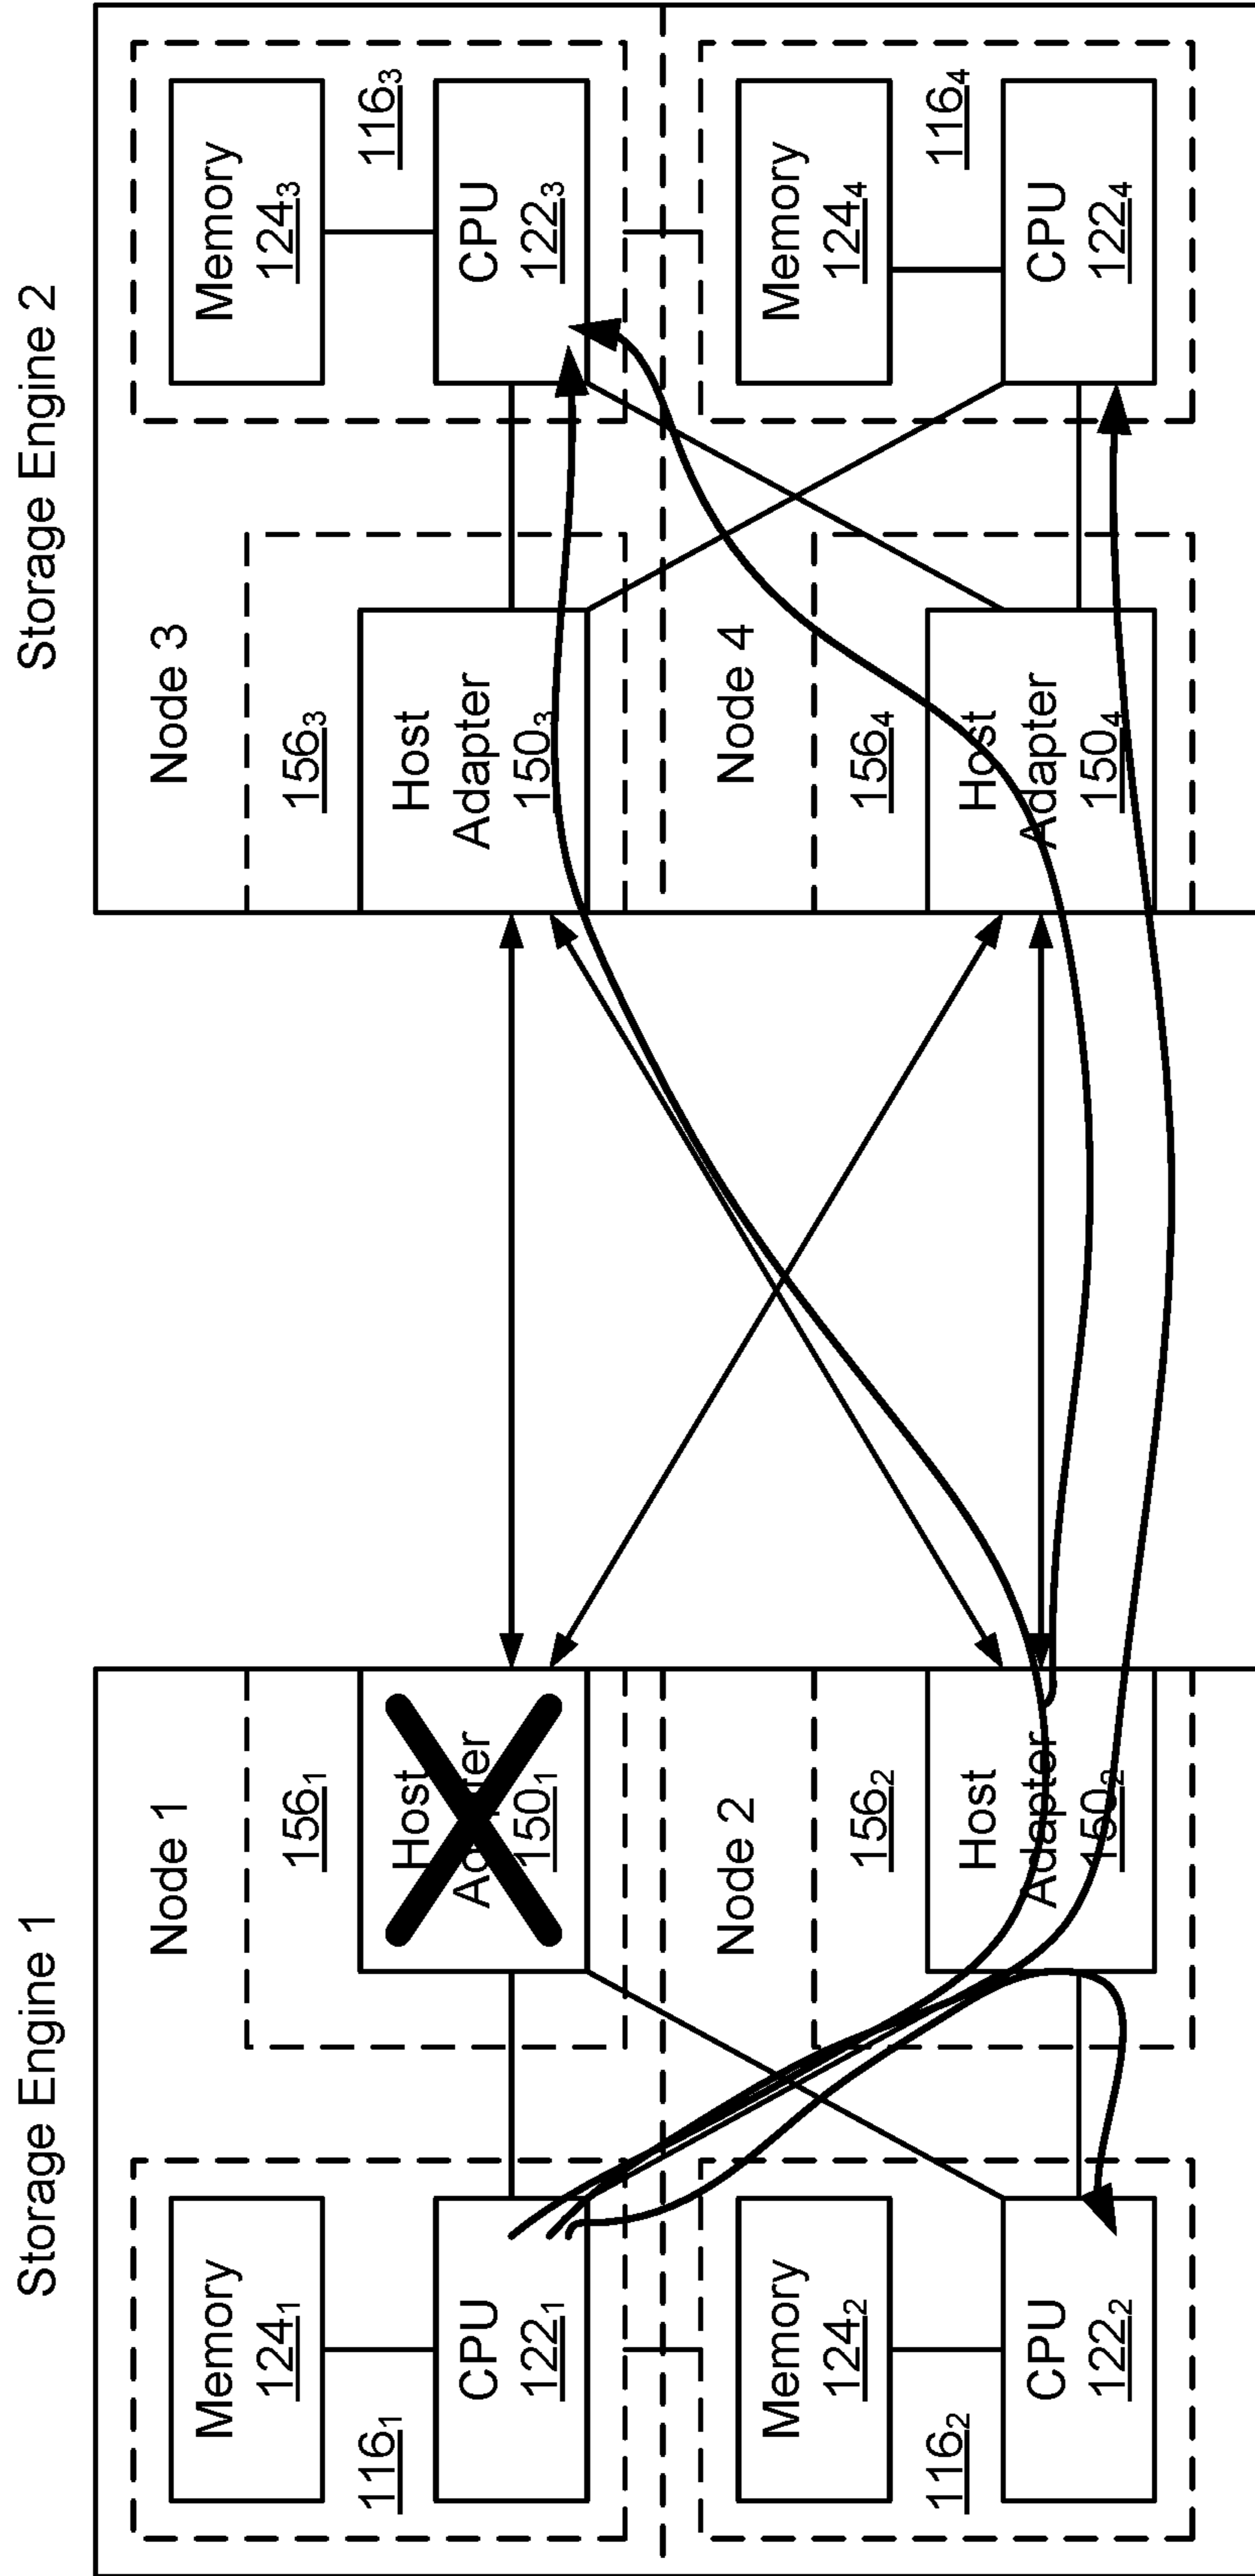 Storage Engine 1
Node 1
Memory
124₁
116₁
CPU
122₁
156₁
Host
Adapter
150₁
Node 2
Memory
124₂
116₂
CPU
122₂
156₂
Host
Adapter
150₂
Storage Engine 2
Node 3
156₃
Host
Adapter
150₃
Memory
124₃
116₃
CPU
122₃
Node 4
156₄
Host
Adapter
150₄
Memory
124₄
116₄
CPU
122₄